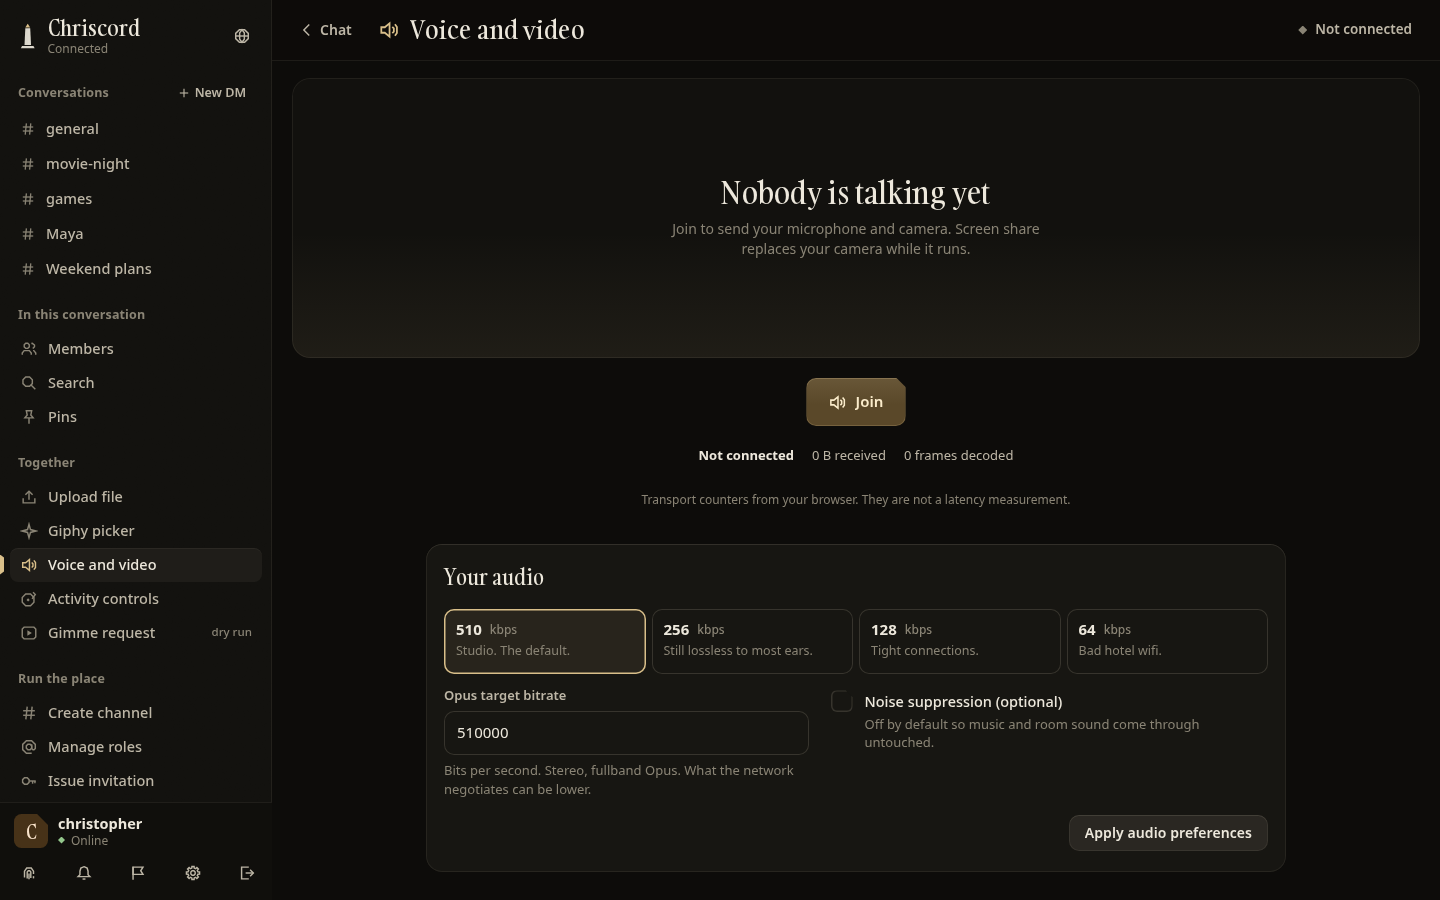 Chriscord
Connected
Conversations
+ New DM
# general
# movie-night
# games
# Maya
# Weekend plans
In this conversation
Members
Search
Pins
Together
Upload file
Giphy picker
Voice and video
Activity controls
Gimme request dry run
Run the place
Create channel
Manage roles
Issue invitation
C
christopher
Online
Chat
Voice and video
Not connected
Nobody is talking yet
Join to send your microphone and camera. Screen share
replaces your camera while it runs.
Join
Not connected 0 B received 0 frames decoded
Transport counters from your browser. They are not a latency measurement.
Your audio
510 kbps
Studio. The default.
256 kbps
Still lossless to most ears.
128 kbps
Tight connections.
64 kbps
Bad hotel wifi.
Opus target bitrate
510000
Bits per second. Stereo, fullband Opus. What the network
negotiates can be lower.
Noise suppression (optional)
Off by default so music and room sound come through
untouched.
Apply audio preferences